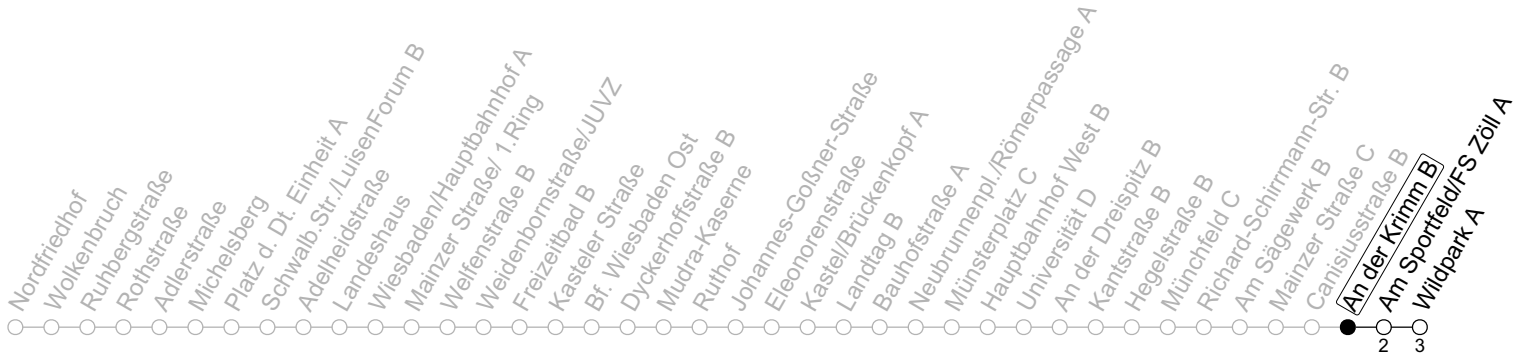 Nordfriedhof
Wolkenbruch
Ruhbergstraße
Rothstraße
Adlerstraße
Michelsberg
Platz d. Dt. Einheit A
Schwalb.Str./LuisenForum B
Adelheidstraße
Landeshaus
Wiesbaden/Hauptbahnhof A
Mainzer Straße/ 1.Ring
Welfenstraße B
Weidenbornstraße/JUVZ
Freizeitbad B
Kasteler Straße
Bf. Wiesbaden Ost
Dyckerhoffstraße B
Mudra-Kaserne
Ruthof
Johannes-Goßner-Straße
Eleonorenstraße
Kastel/Brückenkopf A
Landtag B
Bauhofstraße A
Neubrunnenpl./Römerpassage A
Münsterplatz C
Hauptbahnhof West B
Universität D
An der Dreispitz B
Kantstraße B
Hegelstraße B
Münchfeld C
Richard-Schirrmann-Str. B
Am Sägewerk B
Mainzer Straße C
Canisiusstraße B
An der Krimm B
Am Sportfeld/FS Zöll A
Wildpark A
2
3